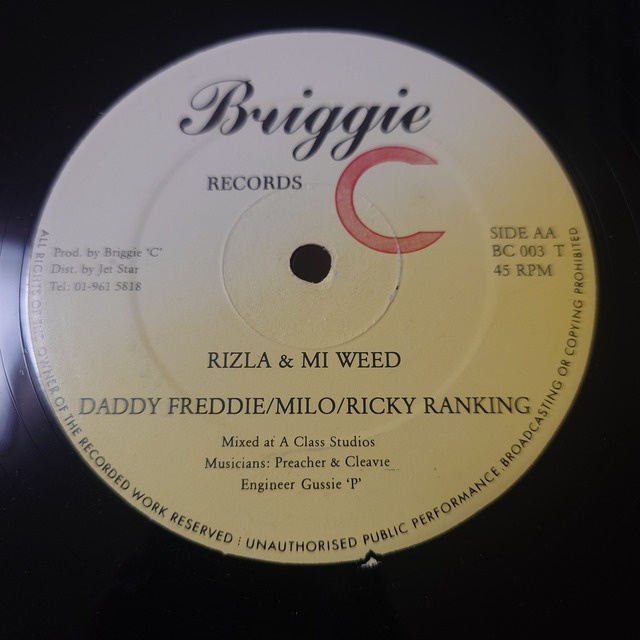 Briggie
C
RECORDS
SIDE AA
BC 003 T
45 RPM
Prod. by Briggie 'C'
Dist. by Jet Star
Tel: 01-961 5818
RIZLA & MI WEED
DADDY FREDDIE/MILO/RICKY RANKING
Mixed at A Class Studios
Musicians: Preacher & Cleavie
Engineer Gussie 'P'
ALL RIGHTS OF THE OWNER OF THE RECORDED WORK RESERVED : UNAUTHORISED PUBLIC PERFORMANCE BROADCASTING OR COPYING PROHIBITED